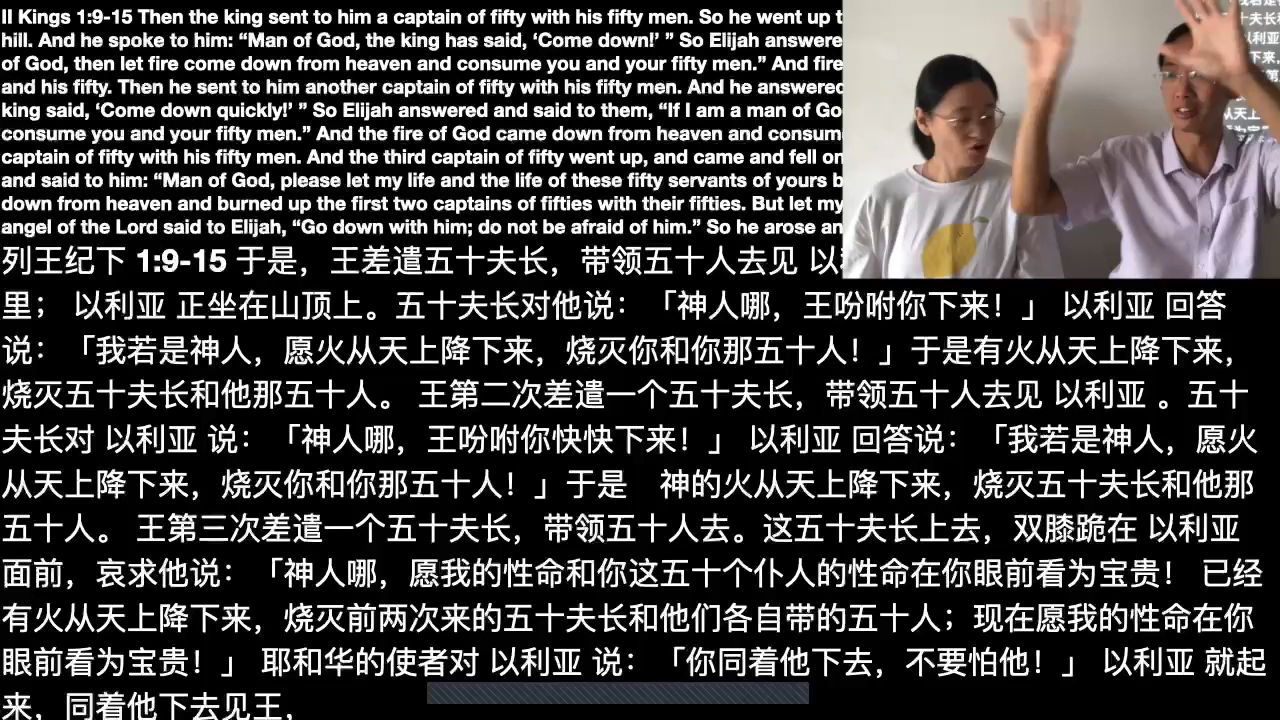 II Kings 1:9-15 Then the king sent to him a captain of fifty with his fifty men. So he went up t
hill. And he spoke to him: “Man of God, the king has said, ‘Come down!’ ” So Elijah answere
of God, then let fire come down from heaven and consume you and your fifty men.” And fire
and his fifty. Then he sent to him another captain of fifty with his fifty men. And he answered
king said, ‘Come down quickly!’ ” So Elijah answered and said to them, “If I am a man of Go
consume you and your fifty men.” And the fire of God came down from heaven and consum
captain of fifty with his fifty men. And the third captain of fifty went up, and came and fell on
and said to him: “Man of God, please let my life and the life of these fifty servants of yours b
down from heaven and burned up the first two captains of fifties with their fifties. But let my
angel of the Lord said to Elijah, “Go down with him; do not be afraid of him.” So he arose an
列王纪下 1:9-15 于是，王差遣五十夫长，带领五十人去见 以
里； 以利亚 正坐在山顶上。五十夫长对他说：「神人哪，王吩咐你下来！」 以利亚 回答
说：「我若是神人，愿火从天上降下来，烧灭你和你那五十人！」于是有火从天上降下来，
烧灭五十夫长和他那五十人。 王第二次差遣一个五十夫长，带领五十人去见 以利亚 。五十
夫长对 以利亚 说：「神人哪，王吩咐你快快下来！」 以利亚 回答说：「我若是神人，愿火
从天上降下来，烧灭你和你那五十人！」于是　神的火从天上降下来，烧灭五十夫长和他那
五十人。 王第三次差遣一个五十夫长，带领五十人去。这五十夫长上去，双膝跪在 以利亚
面前，哀求他说：「神人哪，愿我的性命和你这五十个仆人的性命在你眼前看为宝贵！ 已经
有火从天上降下来，烧灭前两次来的五十夫长和他们各自带的五十人；现在愿我的性命在你
眼前看为宝贵！」 耶和华的使者对 以利亚 说：「你同着他下去，不要怕他！」 以利亚 就起
来，同着他下去见王，